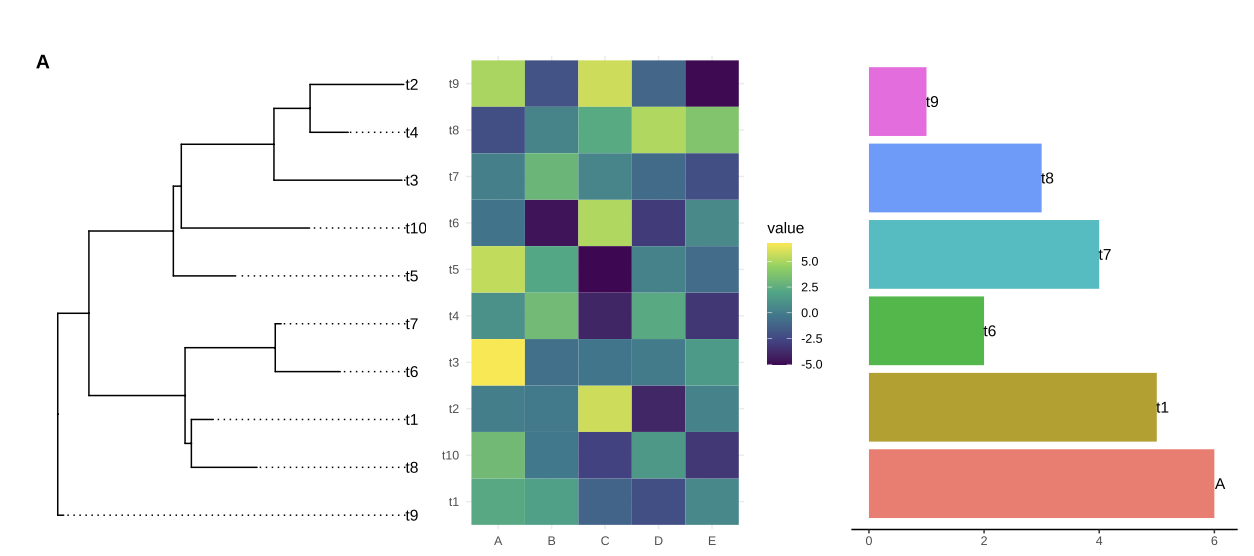 A
t2
t4
t3
t10
t5
t7
t6
t1
t8
t9
t9
t8
t7
t6
t5
t4
t3
t2
t10
t1
A B C D E
value
5.0
2.5
0.0
-2.5
-5.0
t9
t8
t7
t6
t1
A
0 2 4 6